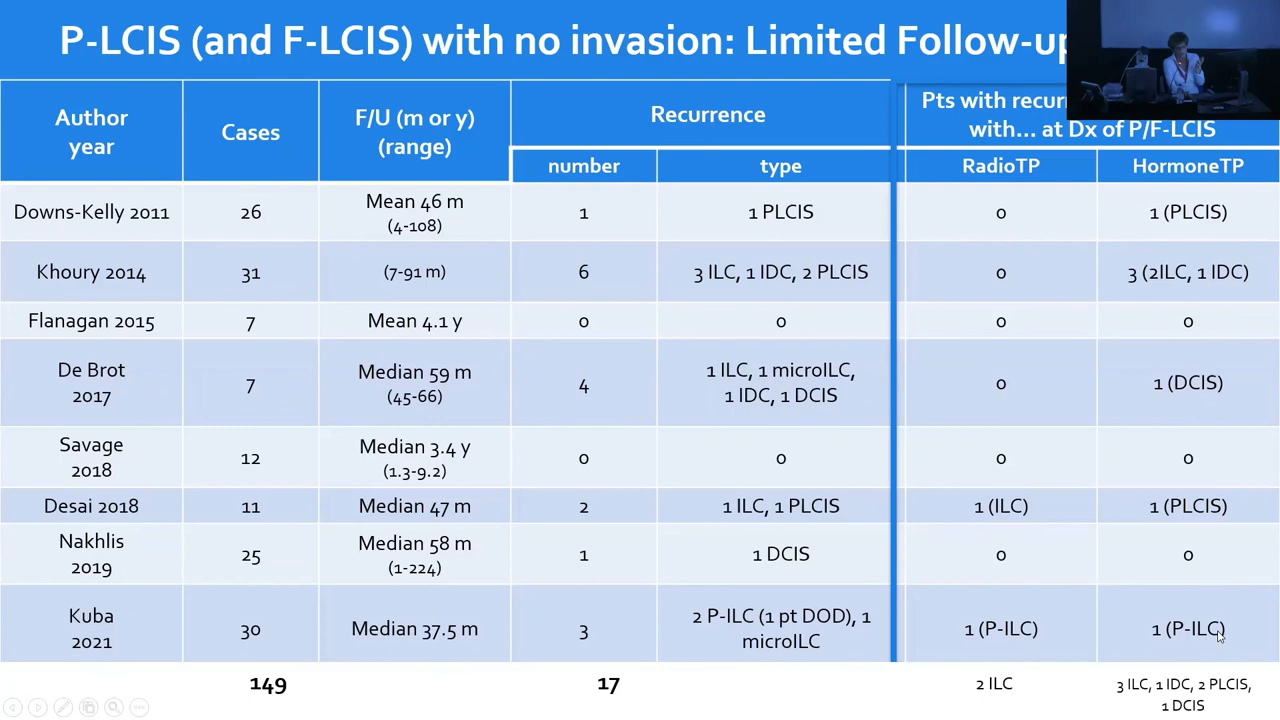 P-LCIS (and F-LCIS) with no invasion: Limited Follow-up
Author year
Cases
F/U (m or y) (range)
Recurrence
Pts with
with... at Dx of P/F-LCIS
number
type
RadioTP
HormoneTP
Downs-Kelly 2011
26
Mean 46 m
(4-108)
1
1 PLCIS
0
1 (PLCIS)
Khoury 2014
31
(7-91 m)
6
3 ILC, 1 IDC, 2 PLCIS
0
3 (2ILC, 1 IDC)
Flanagan 2015
7
Mean 4.1 y
0
0
0
0
De Brot
2017
7
Median 59 m
(45-66)
4
1 ILC, 1 microILC,
1 IDC, 1 DCIS
0
1 (DCIS)
Savage
2018
12
Median 3.4 y
(1.3-9.2)
0
0
0
0
Desai 2018
11
Median 47 m
2
1 ILC, 1 PLCIS
1 (ILC)
1 (PLCIS)
Nakhlis
2019
25
Median 58 m
(1-224)
1
1 DCIS
0
0
Kuba
2021
30
Median 37.5 m
3
2 P-ILC (1 pt DOD), 1
microILC
1 (P-ILC)
1 (P-ILC)
149
17
2 ILC
3 ILC, 1 IDC, 2 PLCIS,
1 DCIS